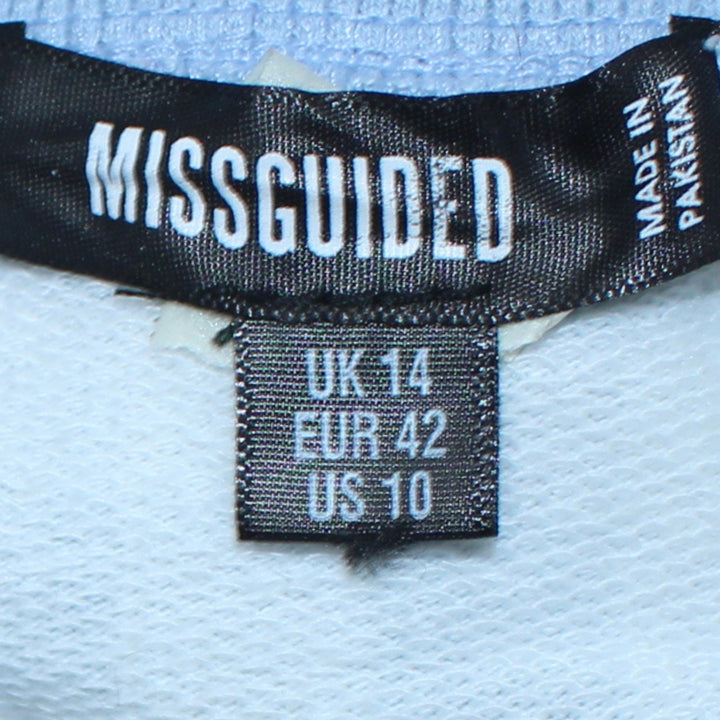 MISSGUIDED
MADE IN
PAKISTAN
UK 14
EUR 42
US 10